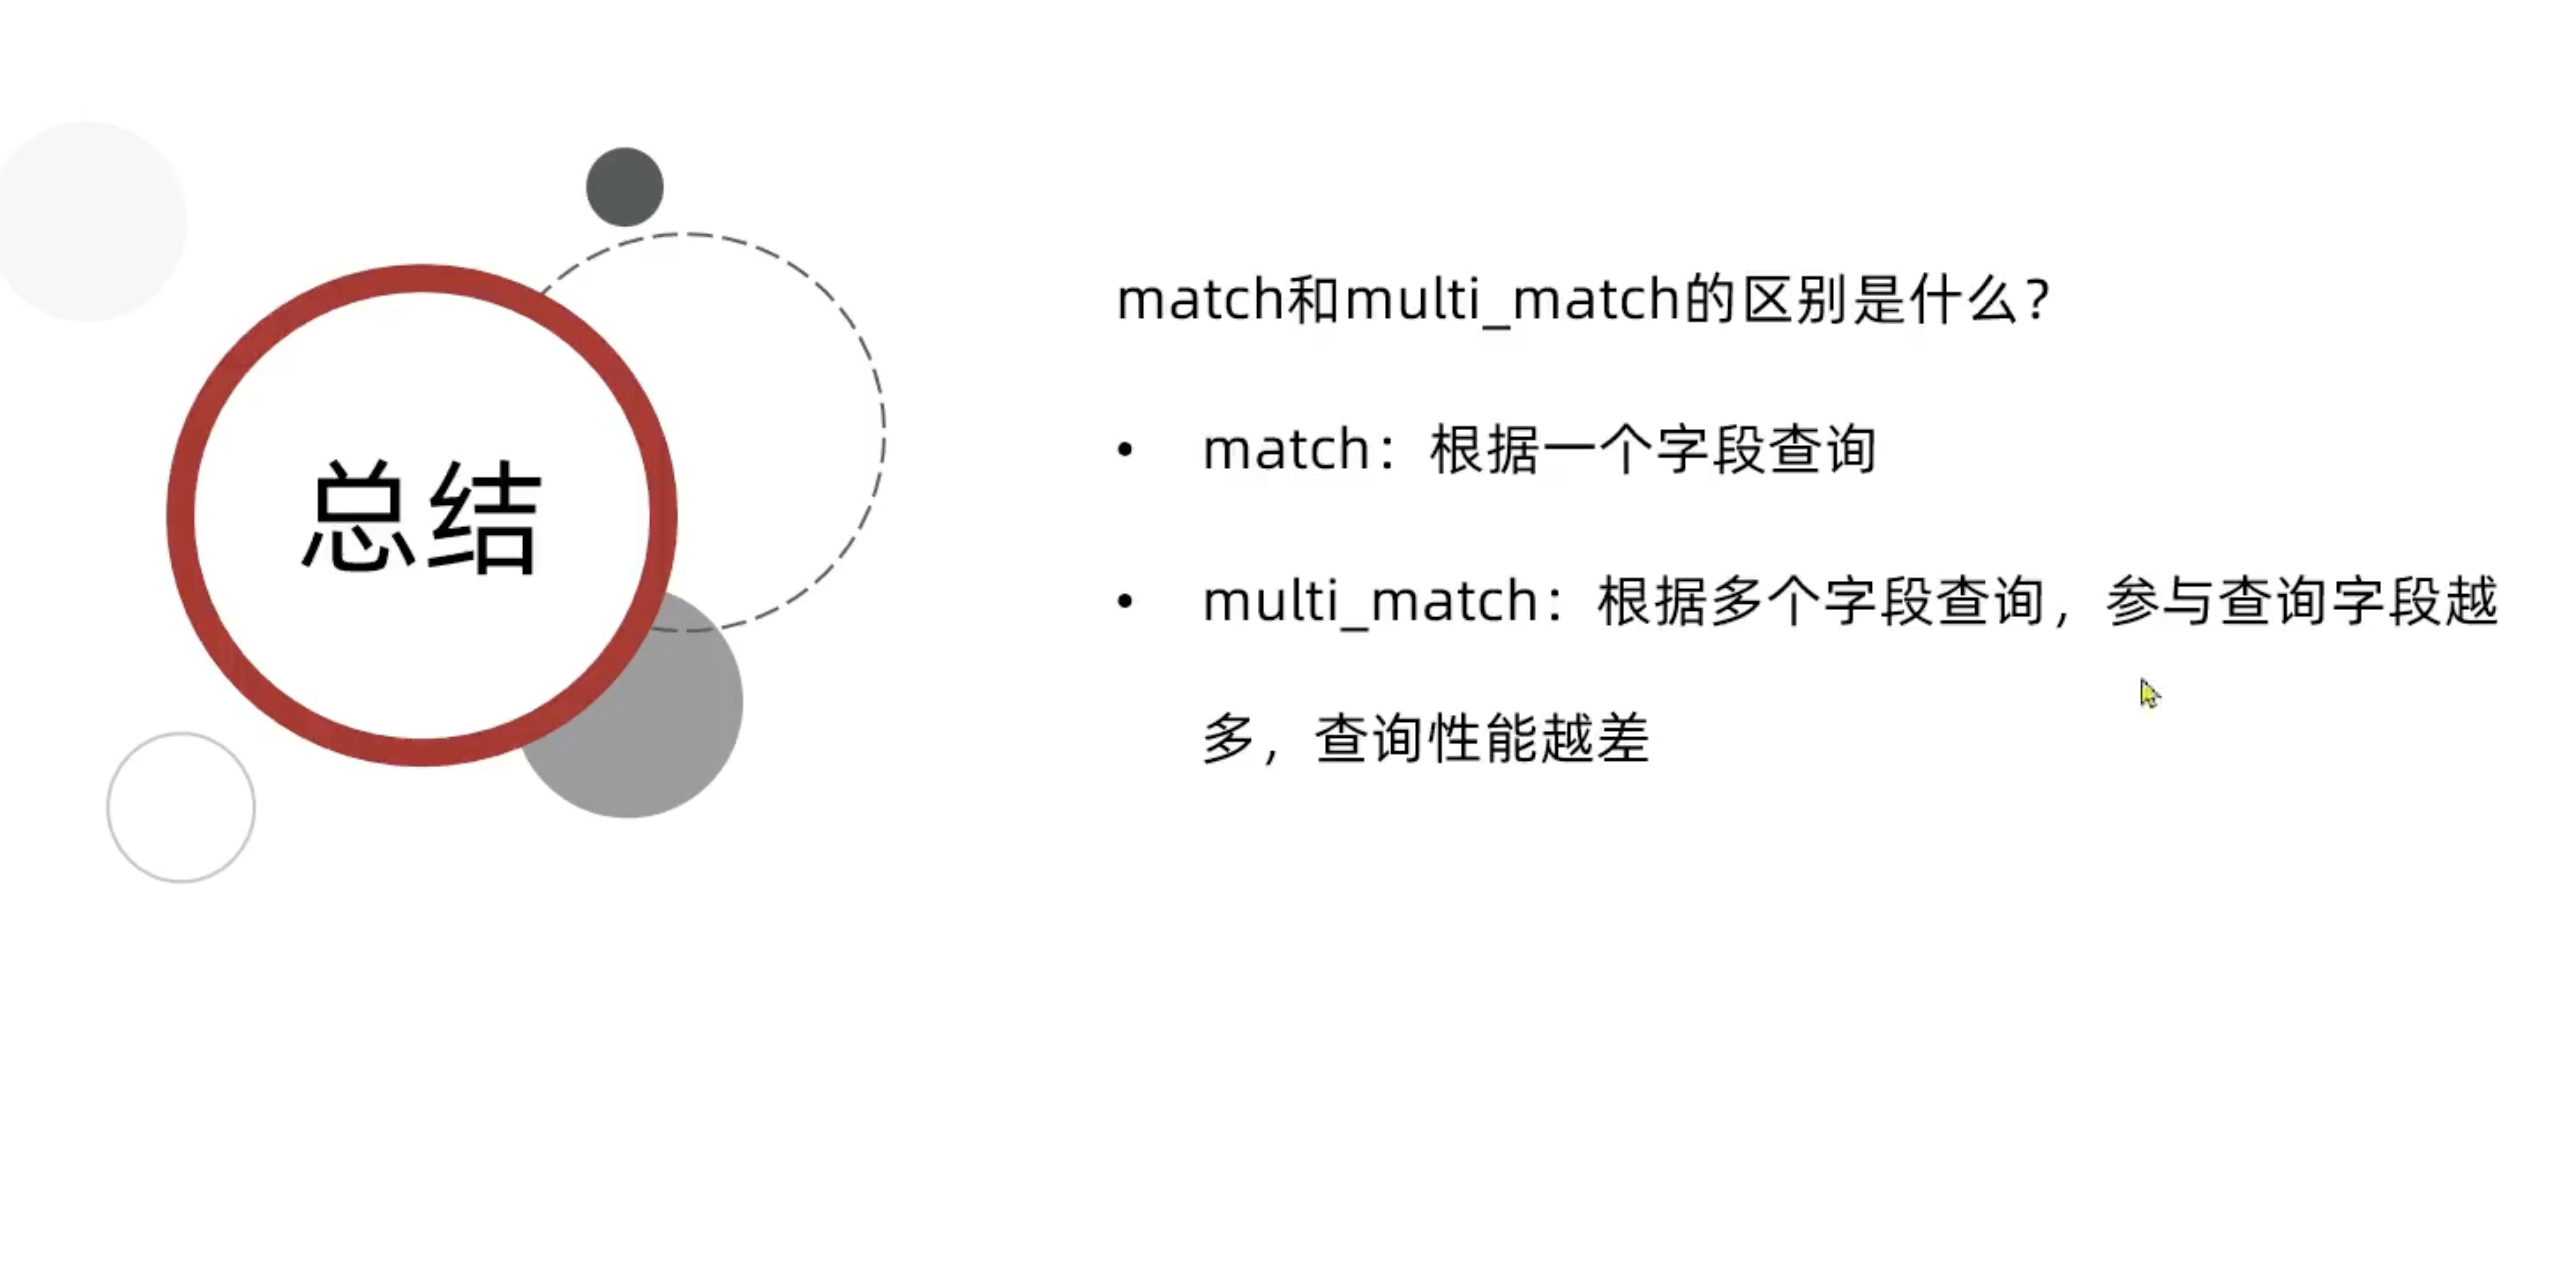 总结
match和multi_match的区别是什么？
• match：根据一个字段查询
• multi_match：根据多个字段查询，参与查询字段越
多，查询性能越差